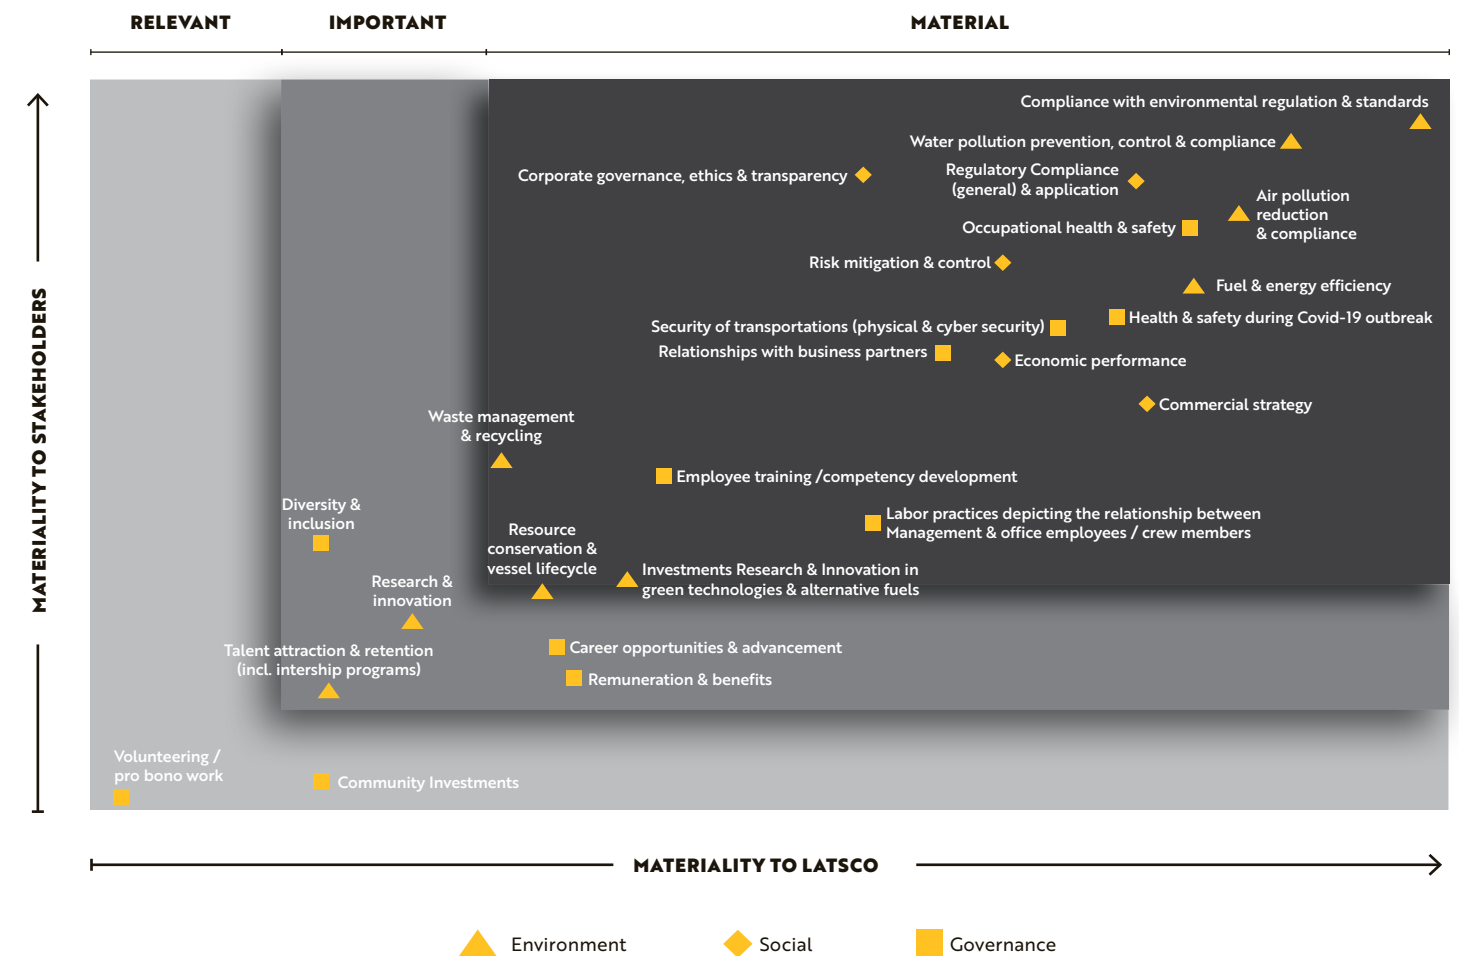 RELEVANT
IMPORTANT
MATERIAL
MATERIALITY TO STAKEHOLDERS
Compliance with environmental regulation & standards
Water pollution prevention, control & compliance
Corporate governance, ethics & transparency
Regulatory Compliance
(general) & application
Air pollution
reduction
& compliance
Occupational health & safety
Risk mitigation & control
Fuel & energy efficiency
Health & safety during Covid-19 outbreak
Security of transportations (physical & cyber security)
Relationships with business partners
Economic performance
Commercial strategy
Waste management
& recycling
Employee training /competency development
Diversity &
inclusion
Labor practices depicting the relationship between
Management & office employees / crew members
Resource
conservation &
vessel lifecycle
Investments Research & Innovation in
green technologies & alternative fuels
Research &
innovation
Talent attraction & retention
(incl. intership programs)
Career opportunities & advancement
Remuneration & benefits
Volunteering /
pro bono work
Community Investments
MATERIALITY TO LATSCO
Environment
Social
Governance